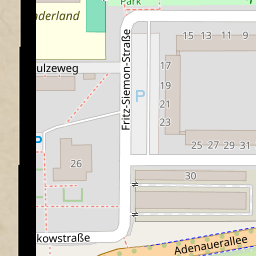 Park
nderland
15 13 11 9
ulzeweg
Fritz-Siemon-Straße
17
19
P
21
23
P
25 27 29 31
26
30
kowstraße
Adenauerallee